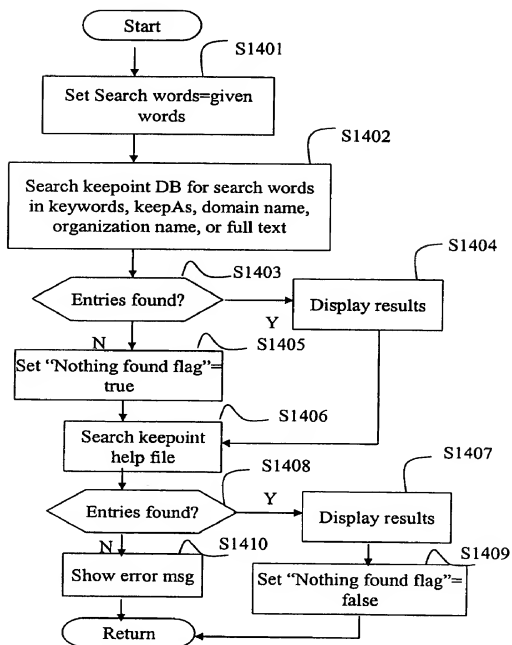 Start
S1401
Set Search words=given
words
S1402
Search keepoint DB for search words
in keywords, keepAs, domain name,
organization name, or full text
S1403
Entries found?
Y
S1404
Display results
N
S1405
Set “Nothing found flag”=
true
S1406
Search keepoint
help file
S1408
Entries found?
Y
S1407
Display results
N
S1410
Show error msg
S1409
Set “Nothing found flag”=
false
Return